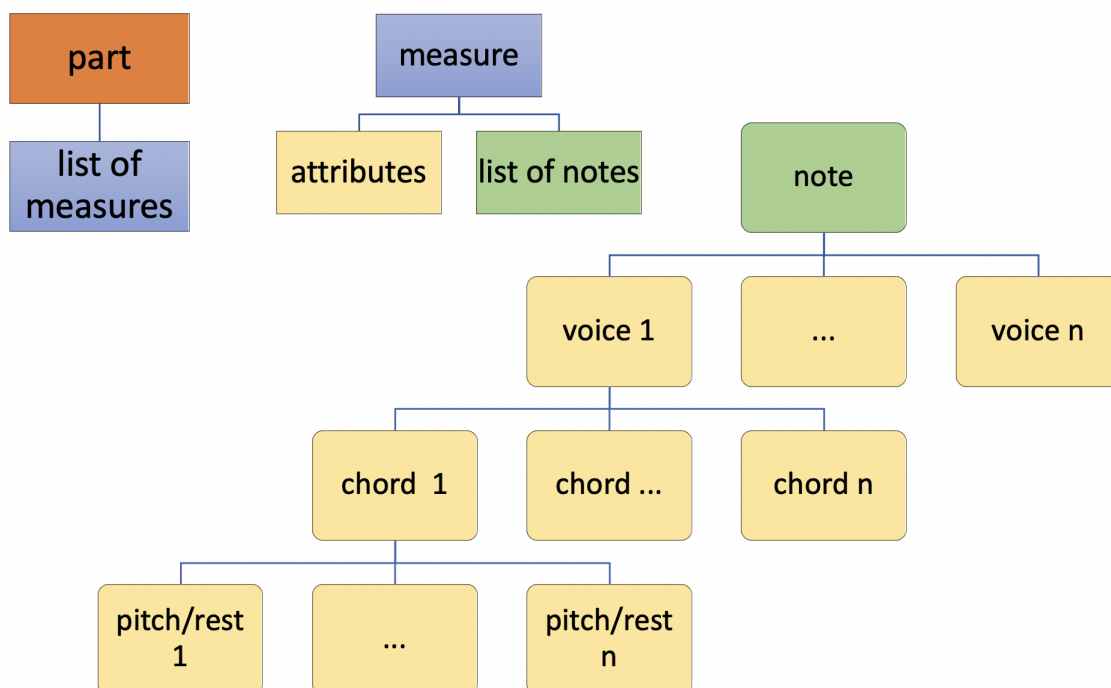 part
measure
list of
measures
attributes
list of notes
note
voice 1
...
voice n
chord  1
chord ...
chord n
pitch/rest
1
...
pitch/rest
n